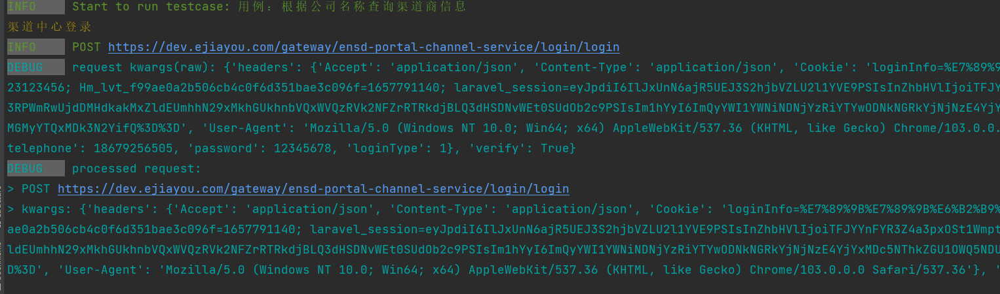 INFO Start to run testcase: 用例：根据公司名称查询渠道商信息
渠道中心登录
INFO POST https://dev.ejiayou.com/gateway/ensd-portal-channel-service/login/login
DEBUG request kwargs(raw): {'headers': {'Accept': 'application/json', 'Content-Type': 'application/json', 'Cookie': 'loginInfo=%E7%89%9
23123456; Hm_lvt_f99ae0a2b506cb4c0f6d351bae3c096f=1657791140; laravel_session=eyJpdiI6IlJxUnN6ajR5UEJ3S2hjbVZLU2l1YVE9PSIsInZhbHVlIjoiTFJY
3RPWmRwUjdDMHdkakMxZldEUmhhN29xMkhGUkhnbVQxWVQzRVk2NFZrRTRkdjBLQ3dHSDNvWEt0SUdOb2c9PSIsIm1hYyI6ImQyYWI1YWNiNDNjYzRiYTYwODNkNGRkYjNjNzE4YjY
MGMyYTQxMDk3N2YifQ%3D%3D', 'User-Agent': 'Mozilla/5.0 (Windows NT 10.0; Win64; x64) AppleWebKit/537.36 (KHTML, like Gecko) Chrome/103.0.0.
telephone': 18679256505, 'password': 12345678, 'loginType': 1}, 'verify': True}
DEBUG processed request:
> POST https://dev.ejiayou.com/gateway/ensd-portal-channel-service/login/login
> kwargs: {'headers': {'Accept': 'application/json', 'Content-Type': 'application/json', 'Cookie': 'loginInfo=%E7%89%9B%E7%89%9B%E6%B2%B9%
ae0a2b506cb4c0f6d351bae3c096f=1657791140; laravel_session=eyJpdiI6IlJxUnN6ajR5UEJ3S2hjbVZLU2l1YVE9PSIsInZhbHVlIjoiTFJYYnFYR3Z4a3pxOSt1Wmpt
ldEUmhhN29xMkhGUkhnbVQxWVQzRVk2NFZrRTRkdjBLQ3dHSDNvWEt0SUdOb2c9PSIsIm1hYyI6ImQyYWI1YWNiNDNjYzRiYTYwODNkNGRkYjNjNzE4YjYxMDc5NThkZGU1OWQ5NDU
D%3D', 'User-Agent': 'Mozilla/5.0 (Windows NT 10.0; Win64; x64) AppleWebKit/537.36 (KHTML, like Gecko) Chrome/103.0.0.0 Safari/537.36'}, '